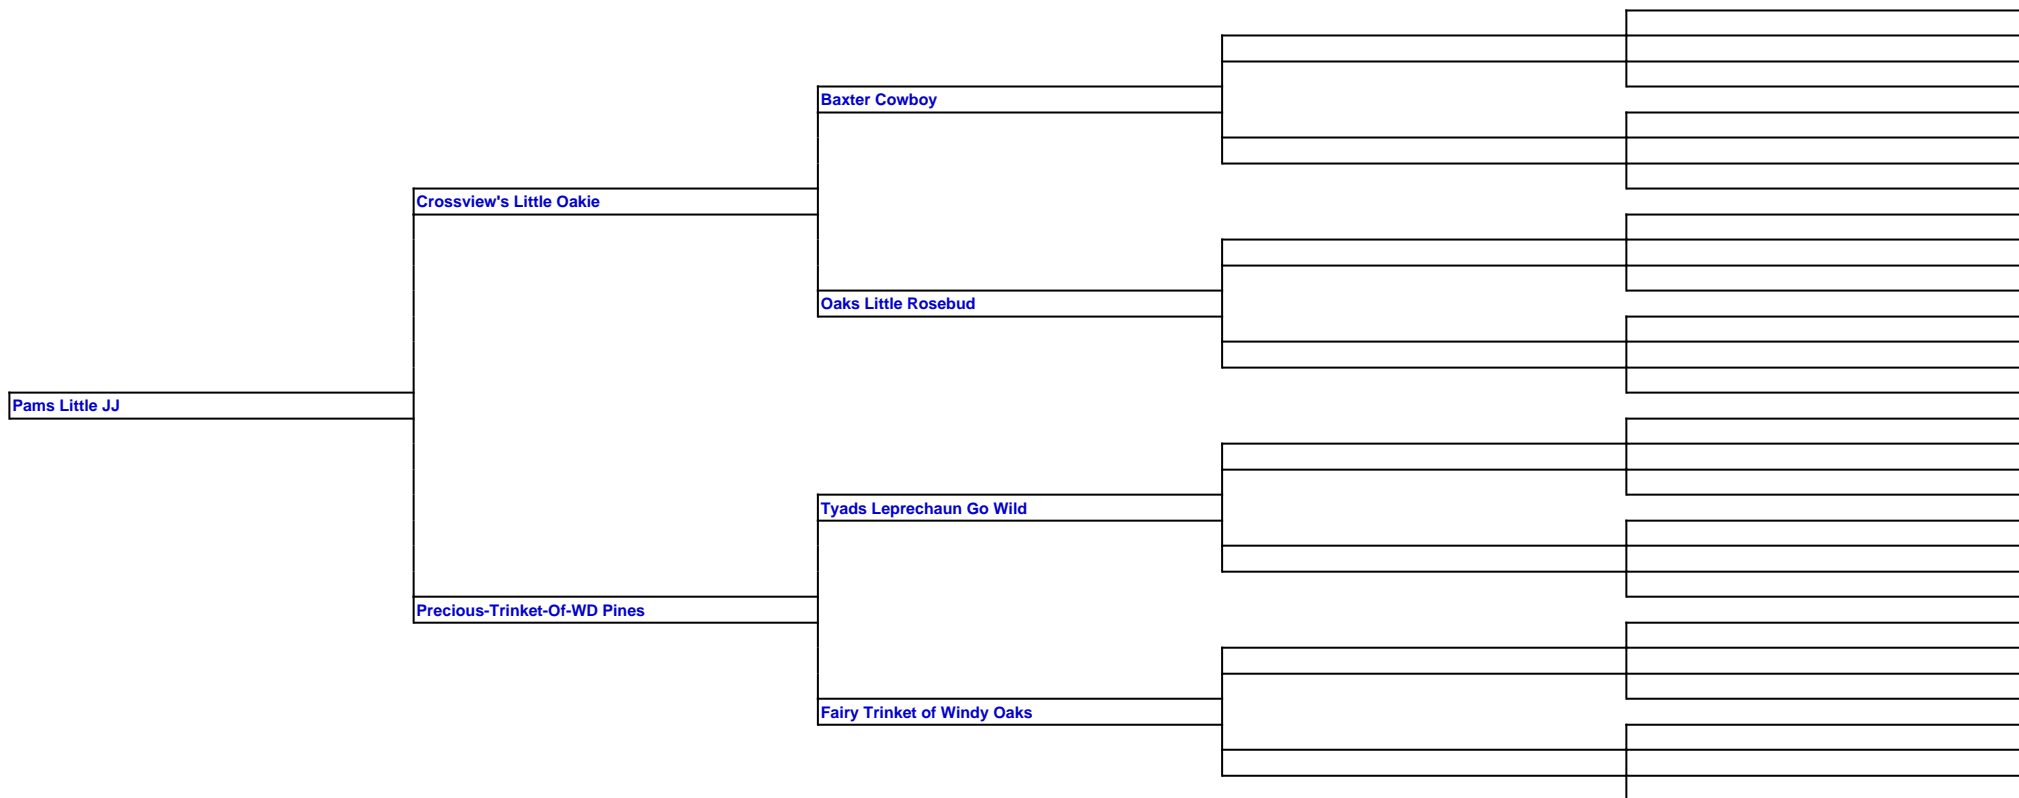 Baxter Cowboy
Crossview's Little Oakie
Oaks Little Rosebud
Pams Little JJ
Tyads Leprechaun Go Wild
Precious-Trinket-Of-WD Pines
Fairy Trinket of Windy Oaks